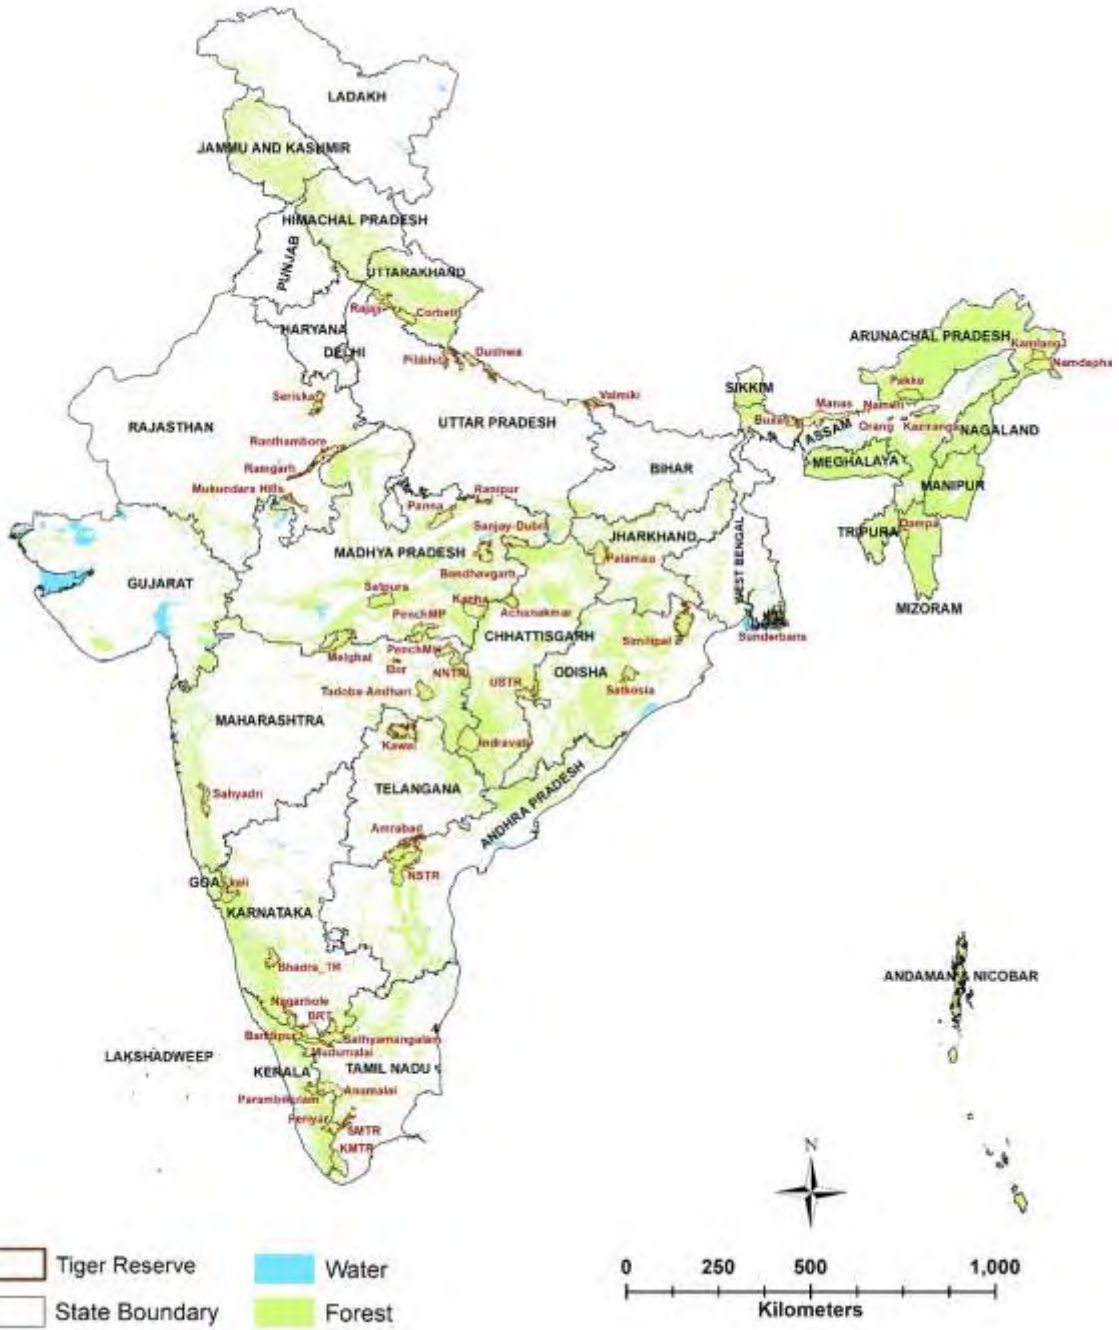 LADAKH
JAMMU AND KASHMIR
HIMACHAL PRADESH
PUNJAB
UTTARAKHAND
Rajaji
Corbett
HARYANA
DELHI
Pilibhit
Dushwa
ARUNACHAL PRADESH
Kamlang
Namdapha
Pakke
Seriska
Valmiki
SIKKIM
Manas
Nameri
RAJASTHAN
UTTAR PRADESH
Buxa
ASSAM
Orang
Kaziranga
NAGALAND
Ranthambore
Ramgarh
BIHAR
MEGHALAYA
MANIPUR
Mukundara Hills
Ranipur
Panna
Sanjay-Dubri
JHARKHAND
TRIPURA
Dampa
MADHYA PRADESH
Palamau
WEST BENGAL
GUJARAT
Bandhavgarh
Satpura
Kanha
Achanakmar
MIZORAM
PenchMP
CHHATTISGARH
Similipal
Sunderbans
Melghat
PenchMH
Bor
NNTR
ODISHA
USTR
Tadoba-Andhari
Satkosia
MAHARASHTRA
Kawal
Indravati
Sahyadri
TELANGANA
ANDHRA PRADESH
Amrabad
NSTR
GOA
kali
KARNATAKA
Bhadra_TR
ANDAMAN & NICOBAR
Nagarhole
BRT
Bandipur
Sathyamangalam
Mudumalai
LAKSHADWEEP
KERALA
TAMIL NADU
Anamalai
Parambikulam
Periyar
SMTR
KMTR
N
Tiger Reserve
Water
State Boundary
Forest
0 250 500 1,000
Kilometers